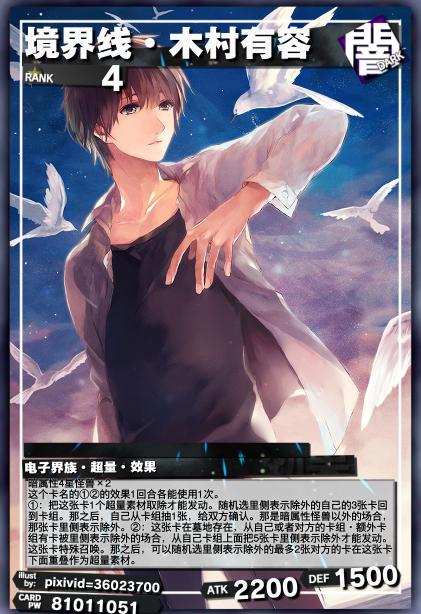 境界线・木村有容
闇
DARK
RANK 4
电子界族・超量・效果
暗属性4星怪兽×2
这个卡名的①②的效果1回合各能使用1次。
①：把这张卡1个超量素材取除才能发动。随机选里侧表示除外的自己的3张卡回
到卡组。那之后，自己从卡组抽1张，给双方确认。那是暗属性怪兽以外的场合，
那张卡里侧表示除外。②：这张卡在墓地存在，从自己或者对方的卡组・额外卡
组有卡被里侧表示除外的场合，从自己卡组上面把5张卡里侧表示除外才能发动。
这张卡特殊召唤。那之后，可以随机选里侧表示除外的最多2张对方的卡在这张卡
下面重叠作为超量素材。
illust by: pixivid=36023700
ATK 2200 DEF 1500
CARD PW 81011051